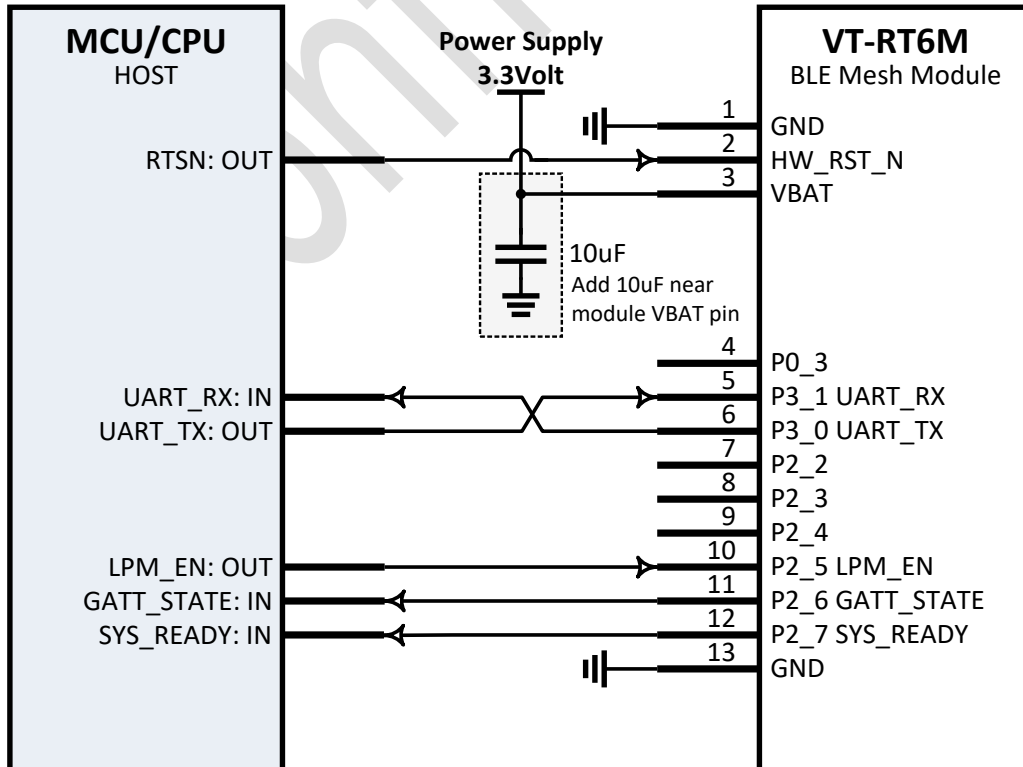 MCU/CPU
HOST
Power Supply
3.3Volt
VT-RT6M
BLE Mesh Module
1
GND
RTSN: OUT
2
HW_RST_N
3
VBAT
10uF
Add 10uF near
module VBAT pin
4
P0_3
UART_RX: IN
5
P3_1 UART_RX
UART_TX: OUT
6
P3_0 UART_TX
7
P2_2
8
P2_3
9
P2_4
LPM_EN: OUT
10
P2_5 LPM_EN
GATT_STATE: IN
11
P2_6 GATT_STATE
SYS_READY: IN
12
P2_7 SYS_READY
13
GND